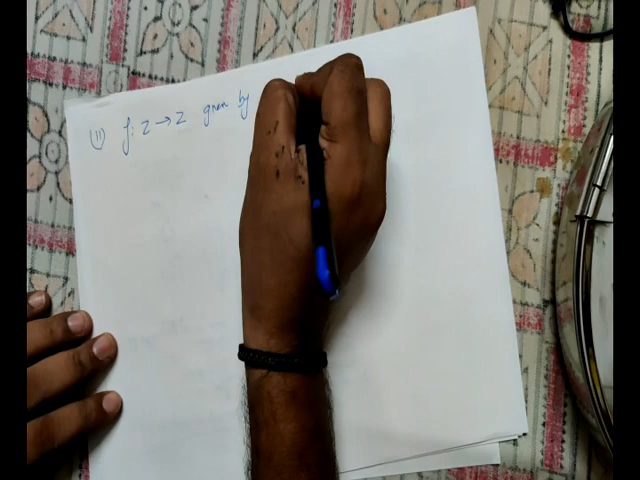 (ii) f: Z → Z given by